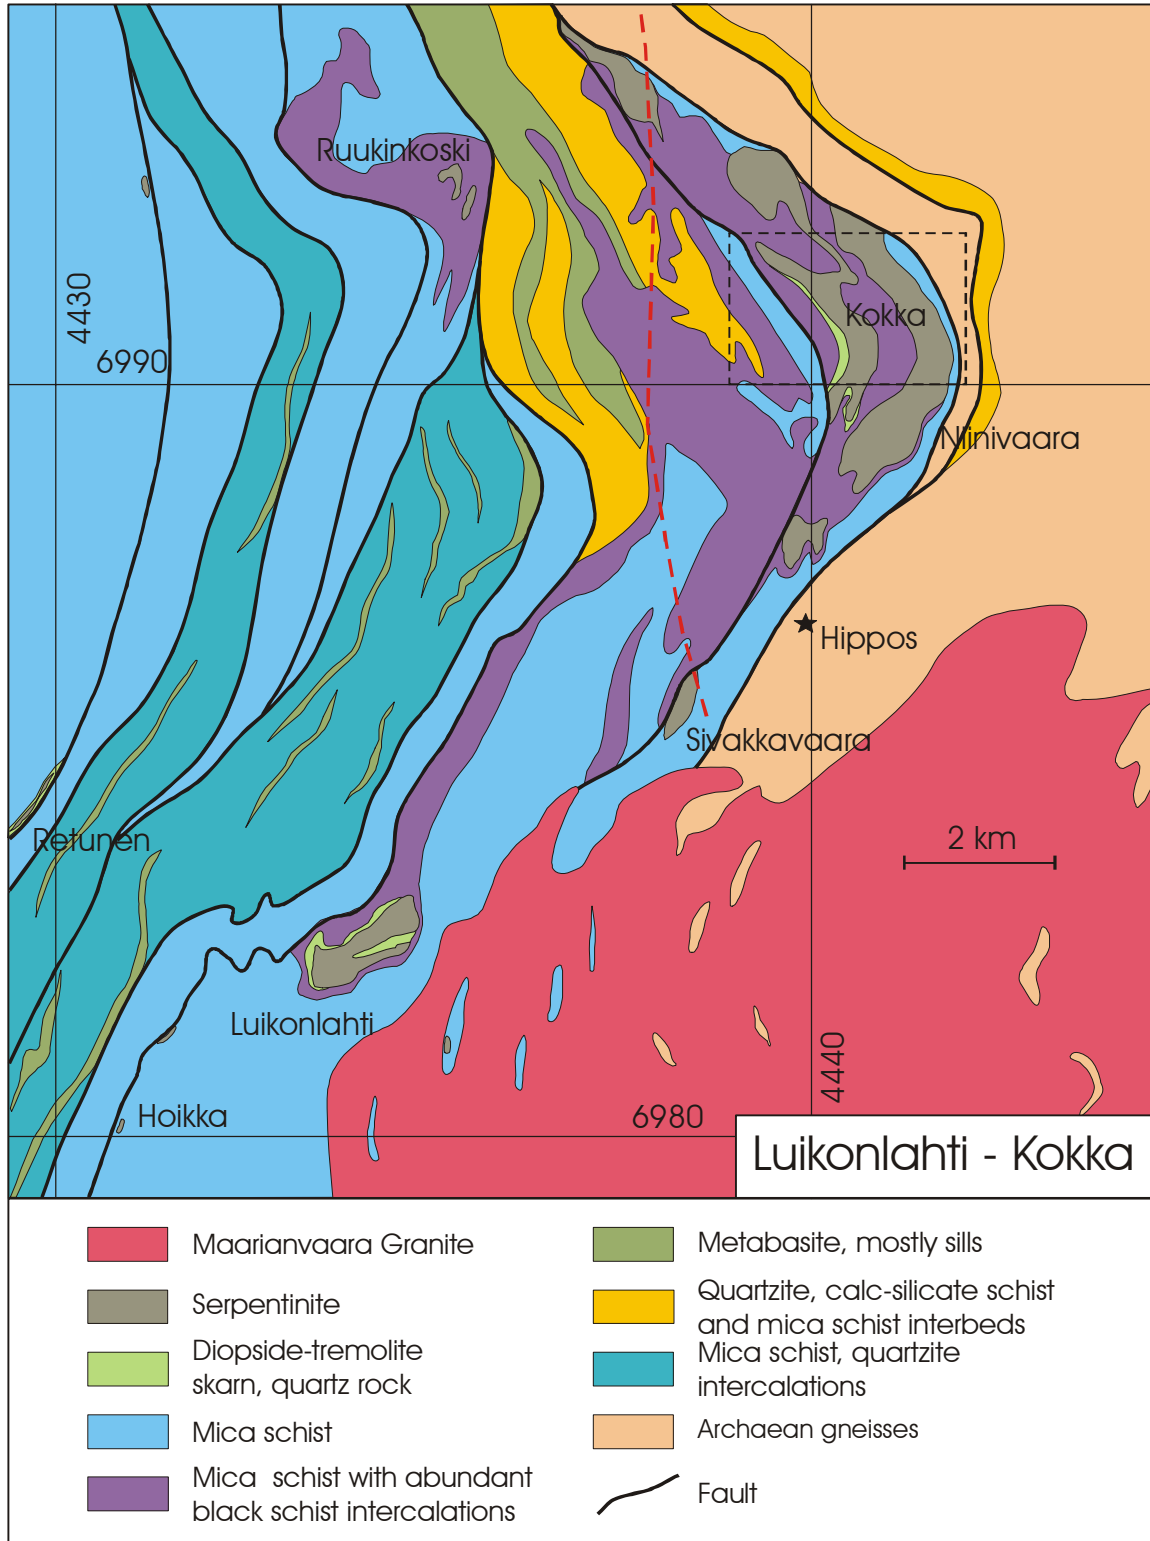 Ruukinkoski
4430
6990
Kokka
Niinivaara
Hippos
Sivakkavaara
Retunen
2 km
Luikonlahti
4440
Hoikka
6980
Luikonlahti - Kokka
Maarianvaara Granite
Serpentinite
Diopside-tremolite
skarn, quartz rock
Mica schist
Mica schist with abundant
black schist intercalations
Metabasite, mostly sills
Quartzite, calc-silicate schist
and mica schist interbeds
Mica schist, quartzite
intercalations
Archaean gneisses
Fault